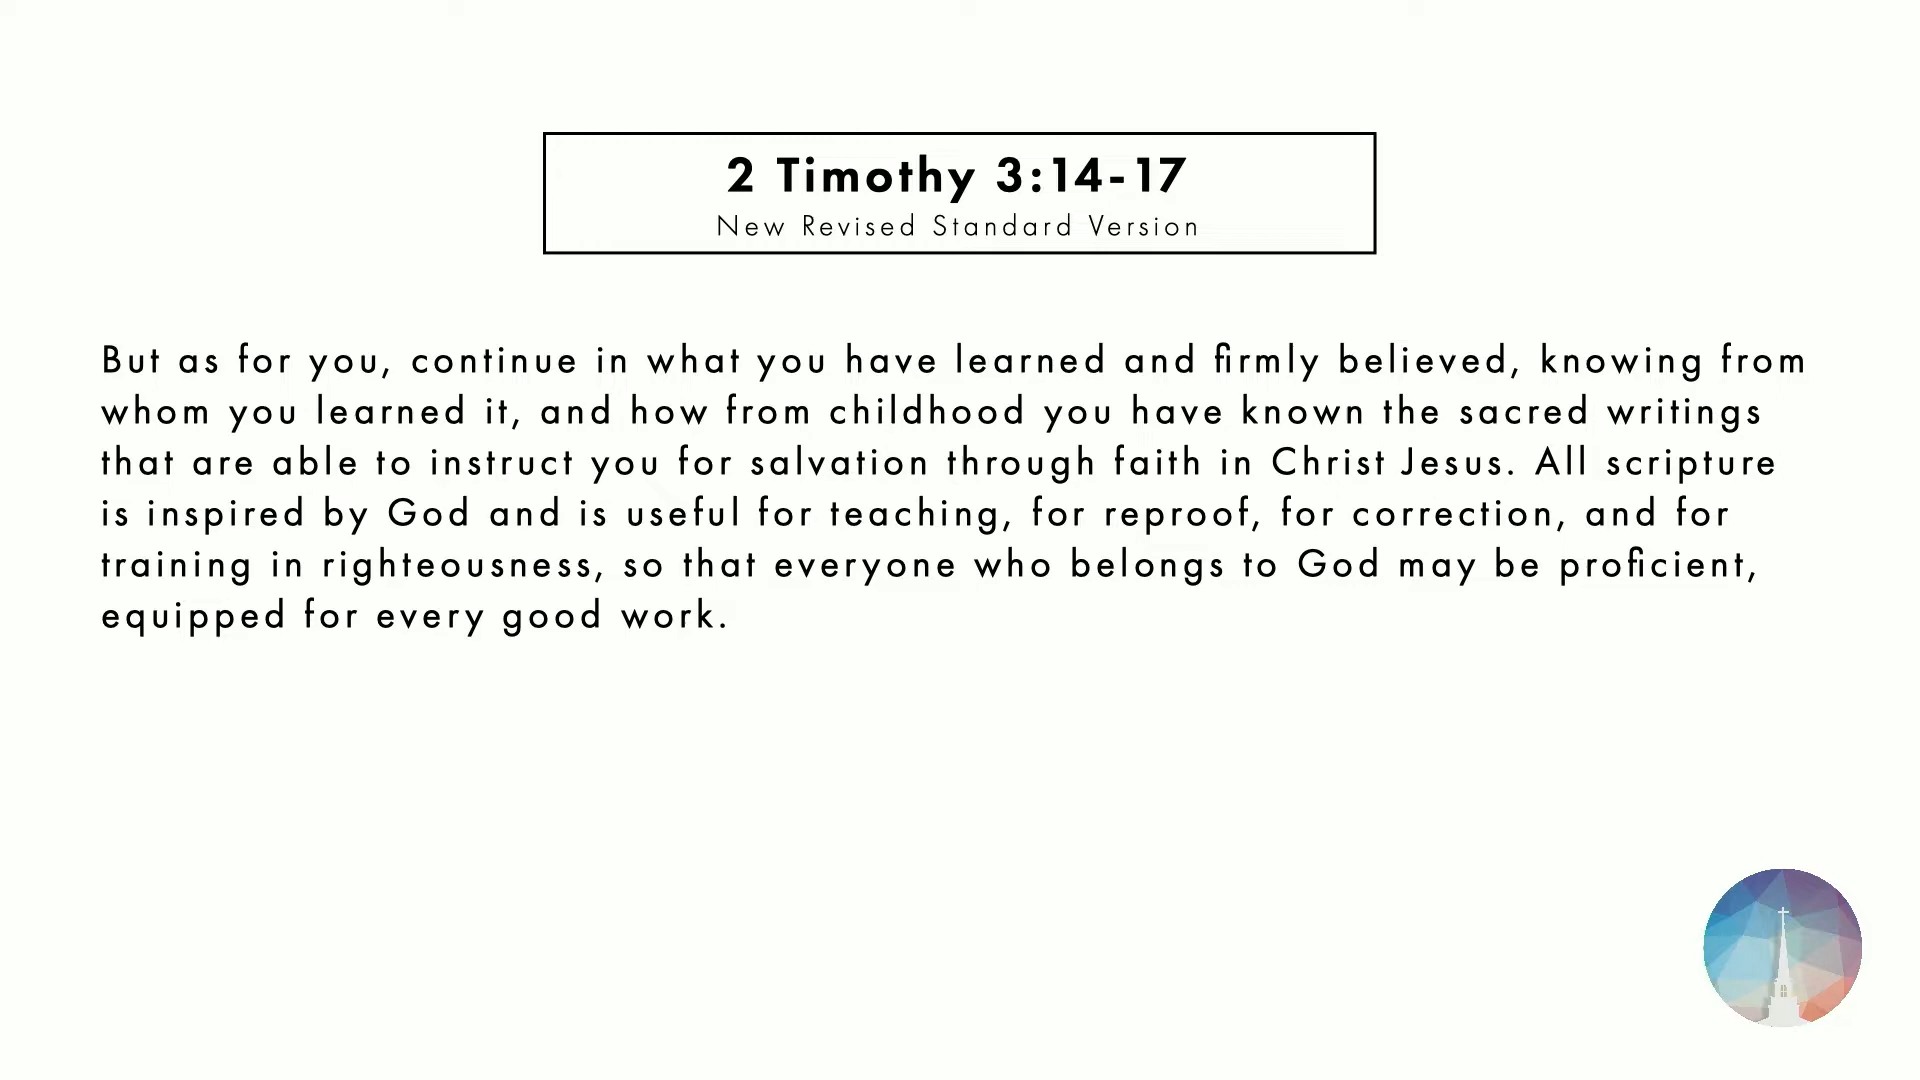 2 Timothy 3:14-17
New Revised Standard Version
But as for you, continue in what you have learned and firmly believed, knowing from
whom you learned it, and how from childhood you have known the sacred writings
that are able to instruct you for salvation through faith in Christ Jesus. All scripture
is inspired by God and is useful for teaching, for reproof, for correction, and for
training in righteousness, so that everyone who belongs to God may be proficient,
equipped for every good work.